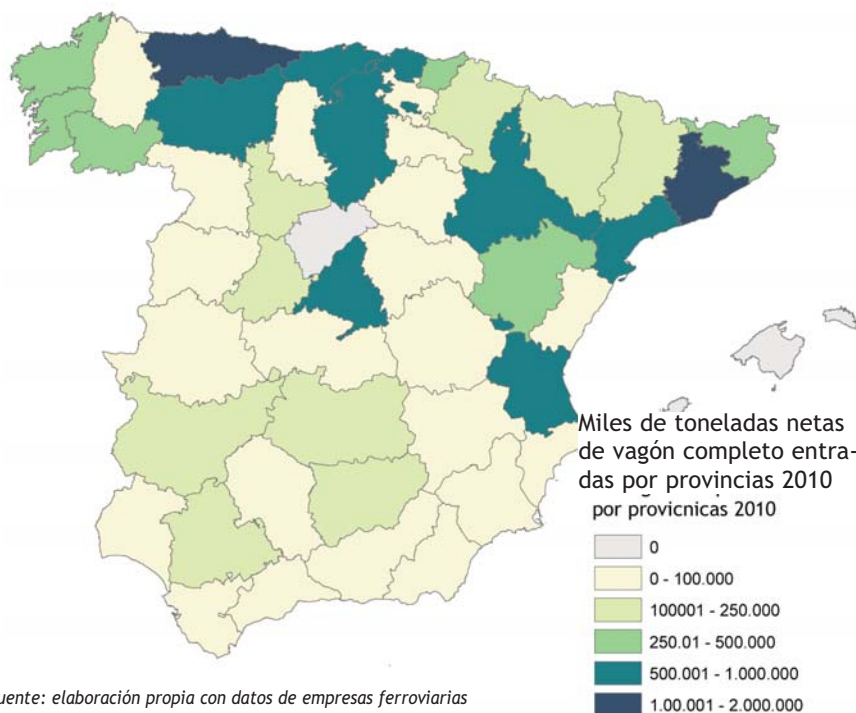 Miles de toneladas netas
de vagón completo entra-
das por provincias 2010
por provicnicas 2010
0
0 - 100.000
100001 - 250.000
250.01 - 500.000
500.001 - 1.000.000
1.00.001 - 2.000.000
uente: elaboración propia con datos de empresas ferroviarias